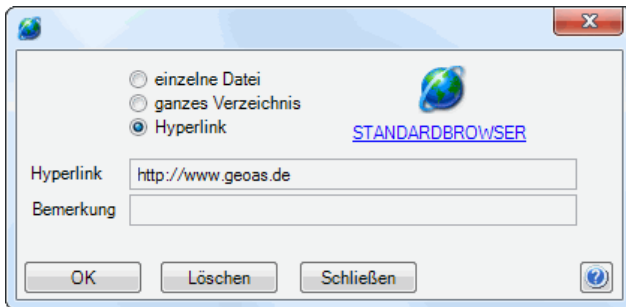 einzelne Datei
ganzes Verzeichnis
Hyperlink
STANDARDBROWSER
Hyperlink http://www.geoas.de
Bemerkung
OK Löschen Schließen ?